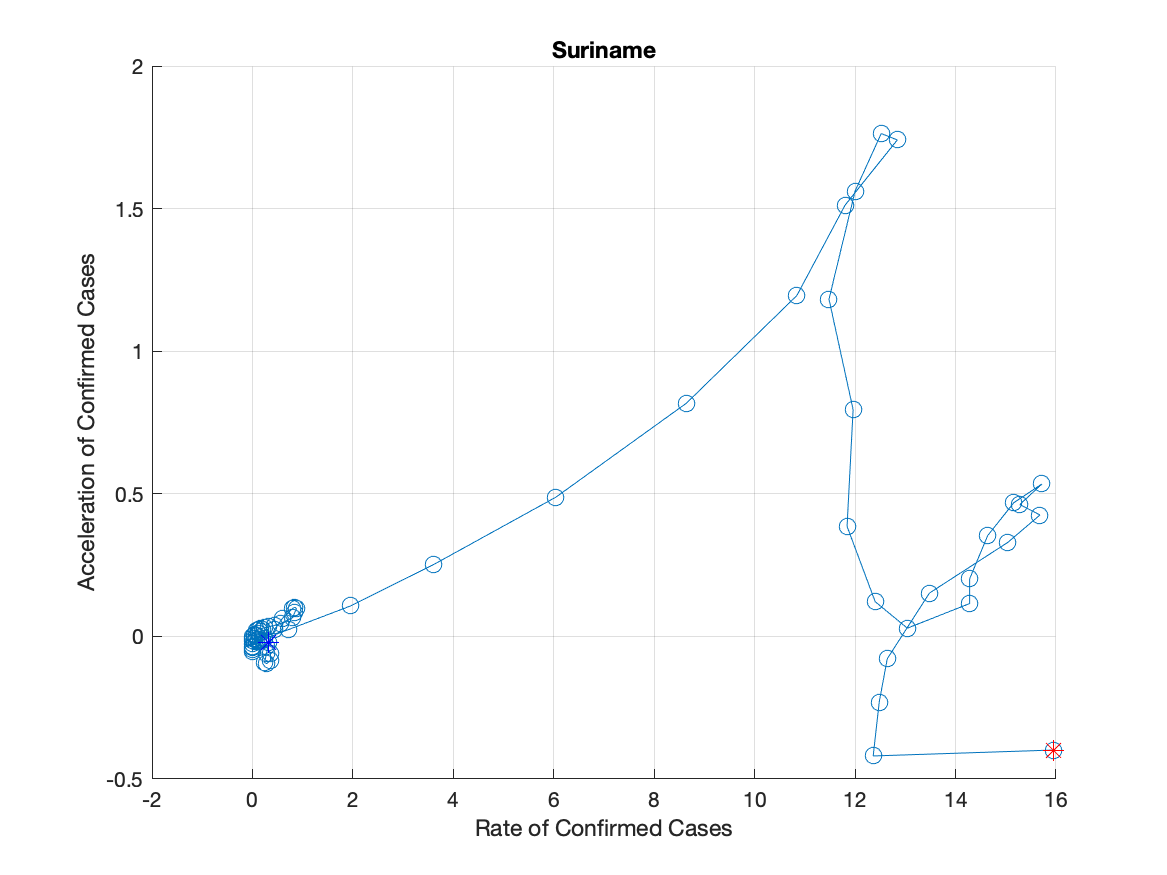 Suriname
2
1.5
1
0.5
0
-0.5
Acceleration of Confirmed Cases
-2 0 2 4 6 8 10 12 14 16
Rate of Confirmed Cases